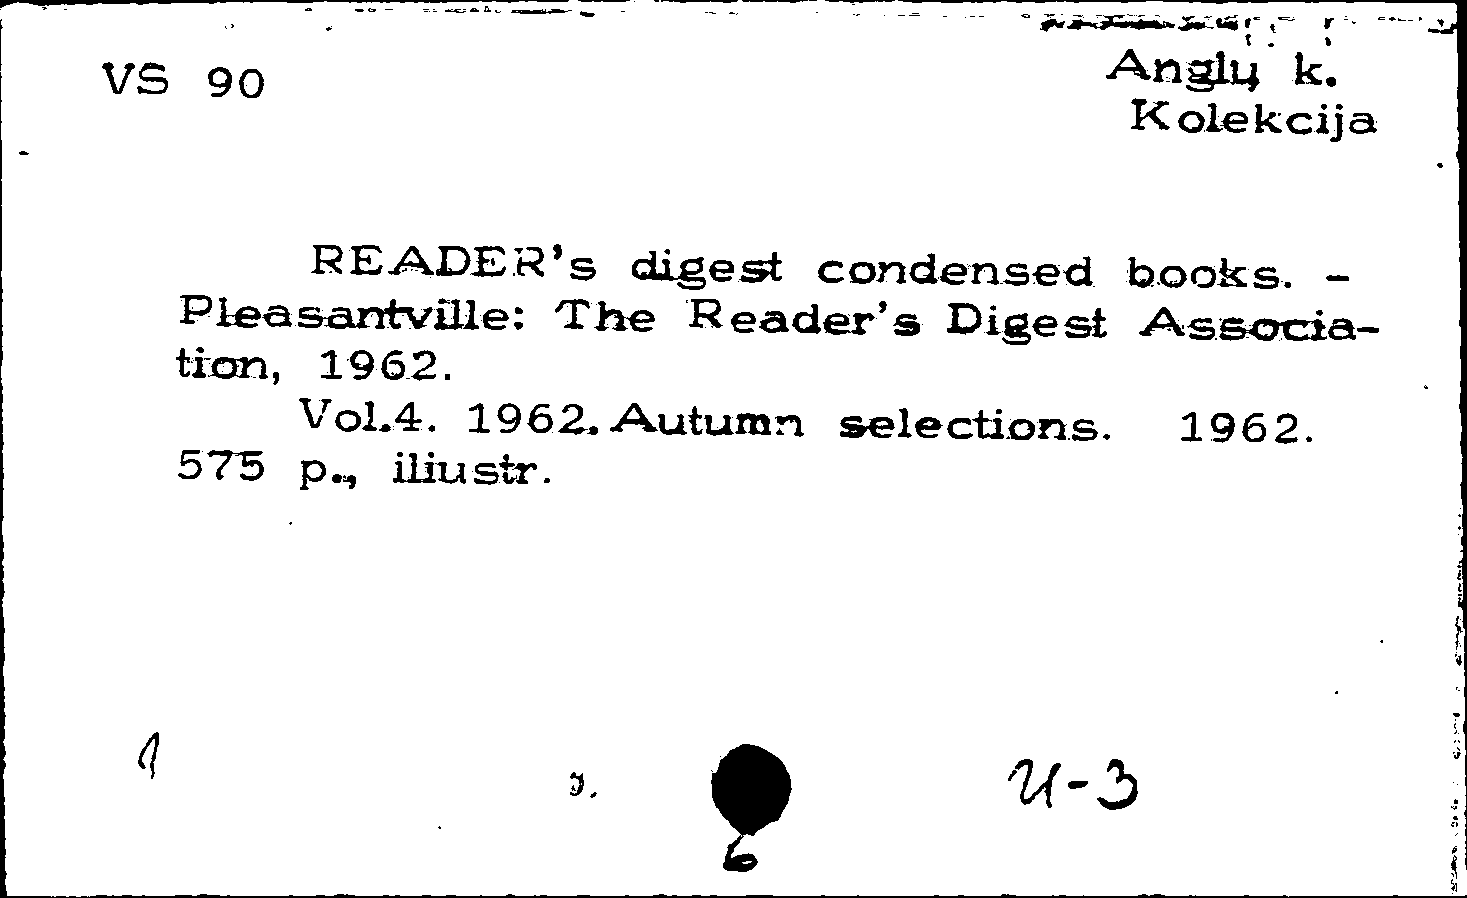 VS 90
Anglų k.
Kolekcija
READER's digest condensed books. -
Pleasantville: The Reader's Digest Associa-
tion, 1962.
Vol.4. 1962. Autumn selections. 1962.
575 p., iliustr.
И-3
6